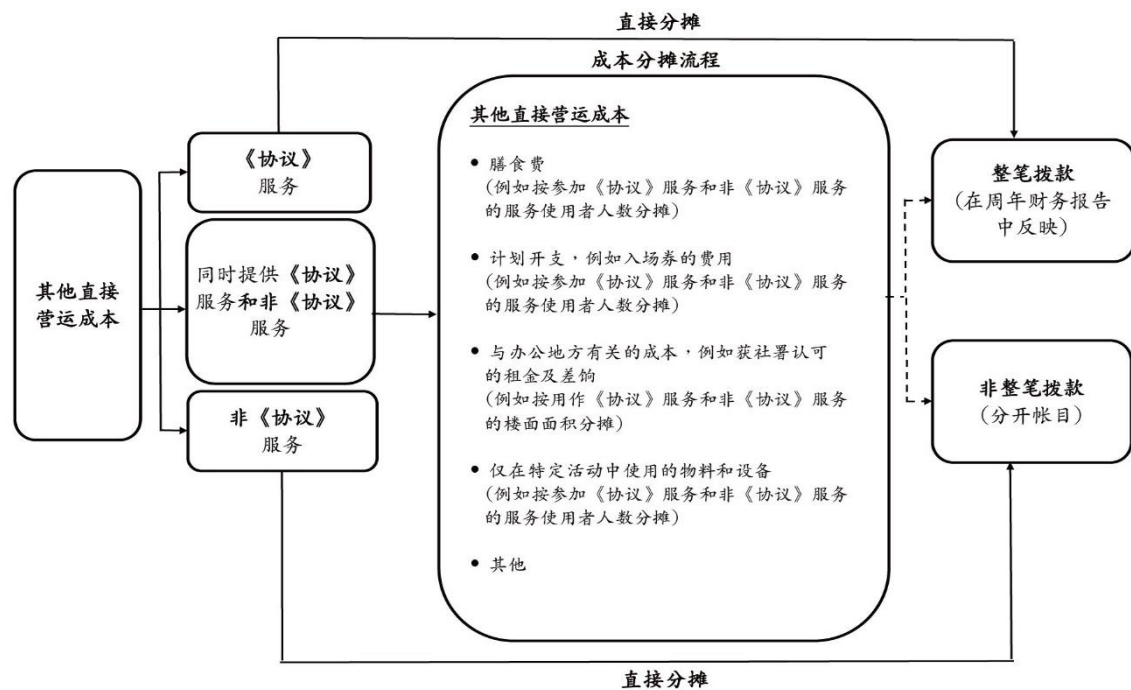 直接分摊
成本分摊流程
其他直接
营运成本
《协议》
服务
同时提供《协议》
服务和非《协议》
服务
非《协议》
服务
其他直接营运成本
• 膳食费
(例如按参加《协议》服务和非《协议》服务
的服务使用者人数分摊)
• 计划开支，例如入场券的费用
(例如按参加《协议》服务和非《协议》服务
的服务使用者人数分摊)
• 与办公地方有关的成本，例如获社署认可
的租金及差饷
(例如按用作《协议》服务和非《协议》服务
的楼面面积分摊)
• 仅在特定活动中使用的物料和设备
(例如按参加《协议》服务和非《协议》服务
的服务使用者人数分摊)
• 其他
整笔拨款
(在周年财务报告
中反映)
非整笔拨款
(分开帐目)
直接分摊